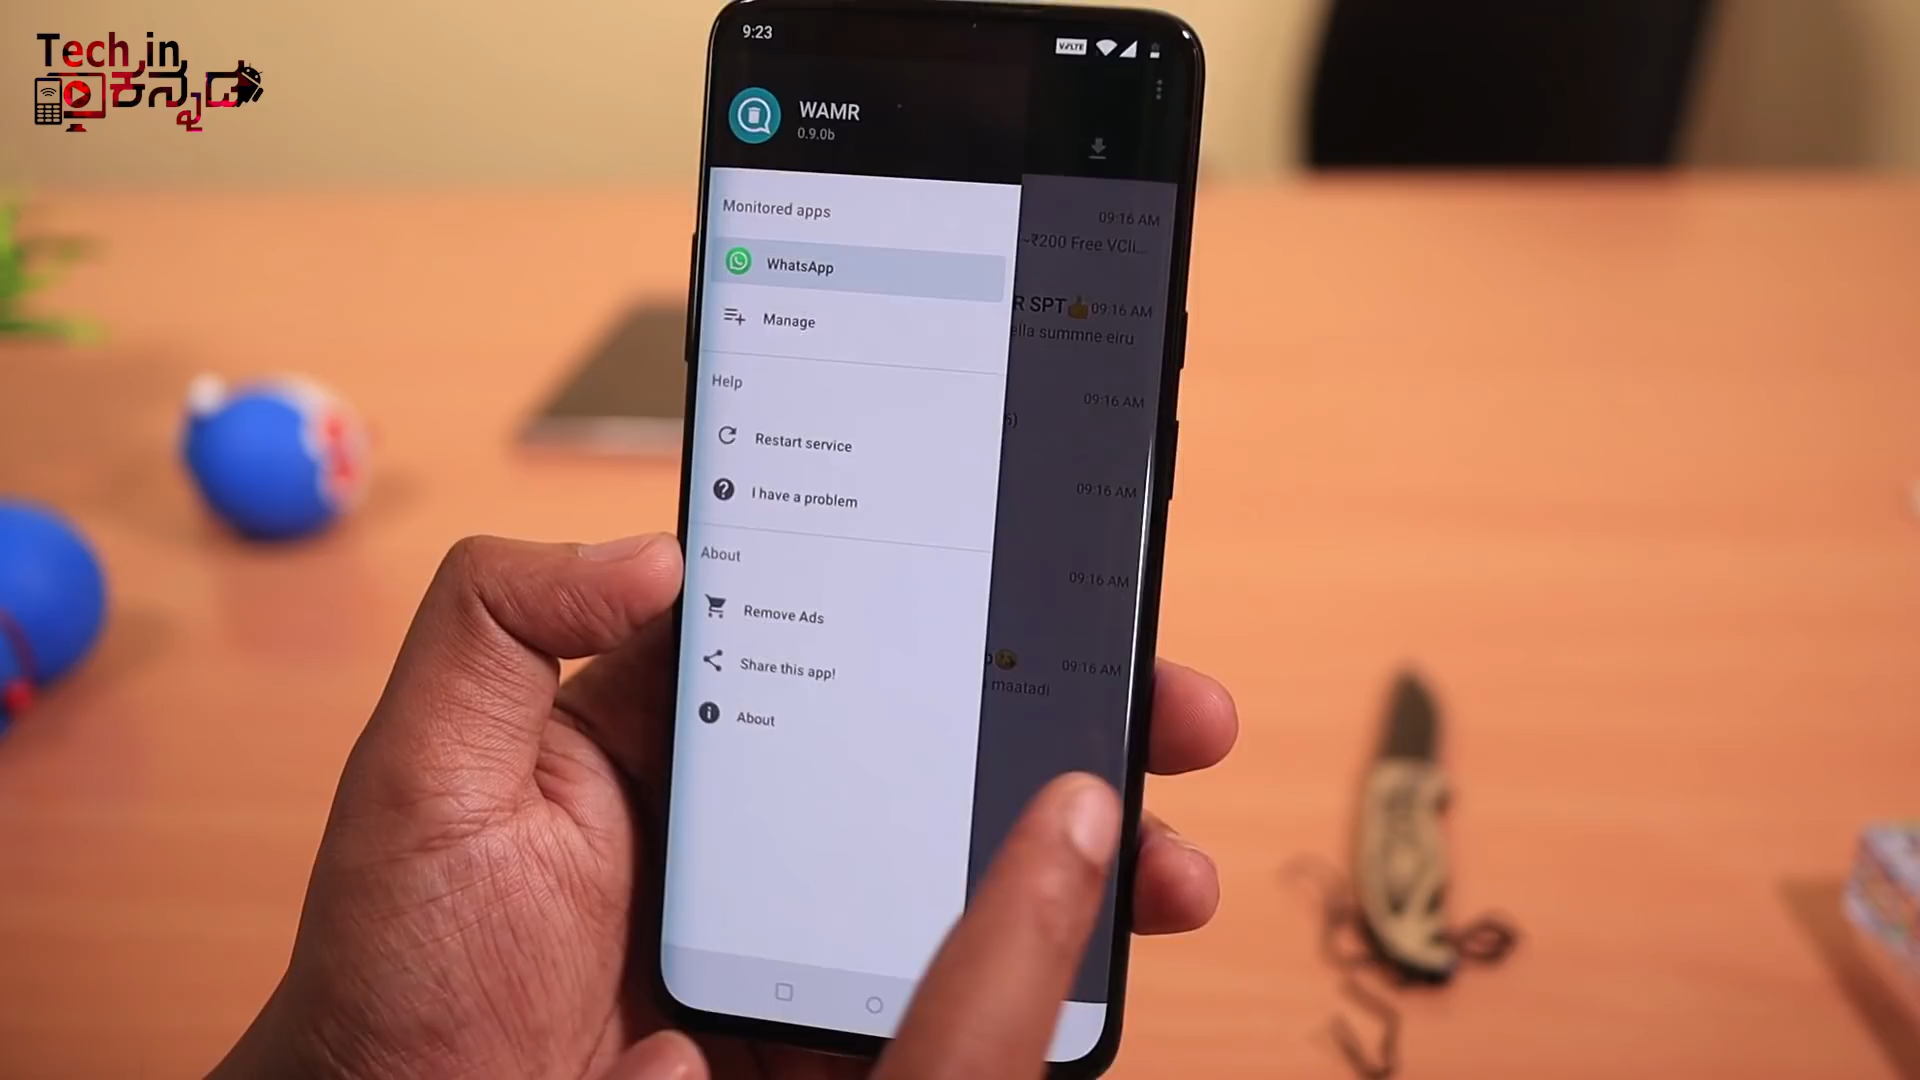 Tech in
ಕನ್ನಡ
9:23
VoLTE
WAMR
0.9.0b
Monitored apps
WhatsApp
Manage
Help
Restart service
I have a problem
About
Remove Ads
Share this app!
About
09:16 AM
~₹200 Free VCli...
R SPT👍 09:16 AM
ella summne eiru
09:16 AM
09:16 AM
09:16 AM
09:16 AM
maatadi